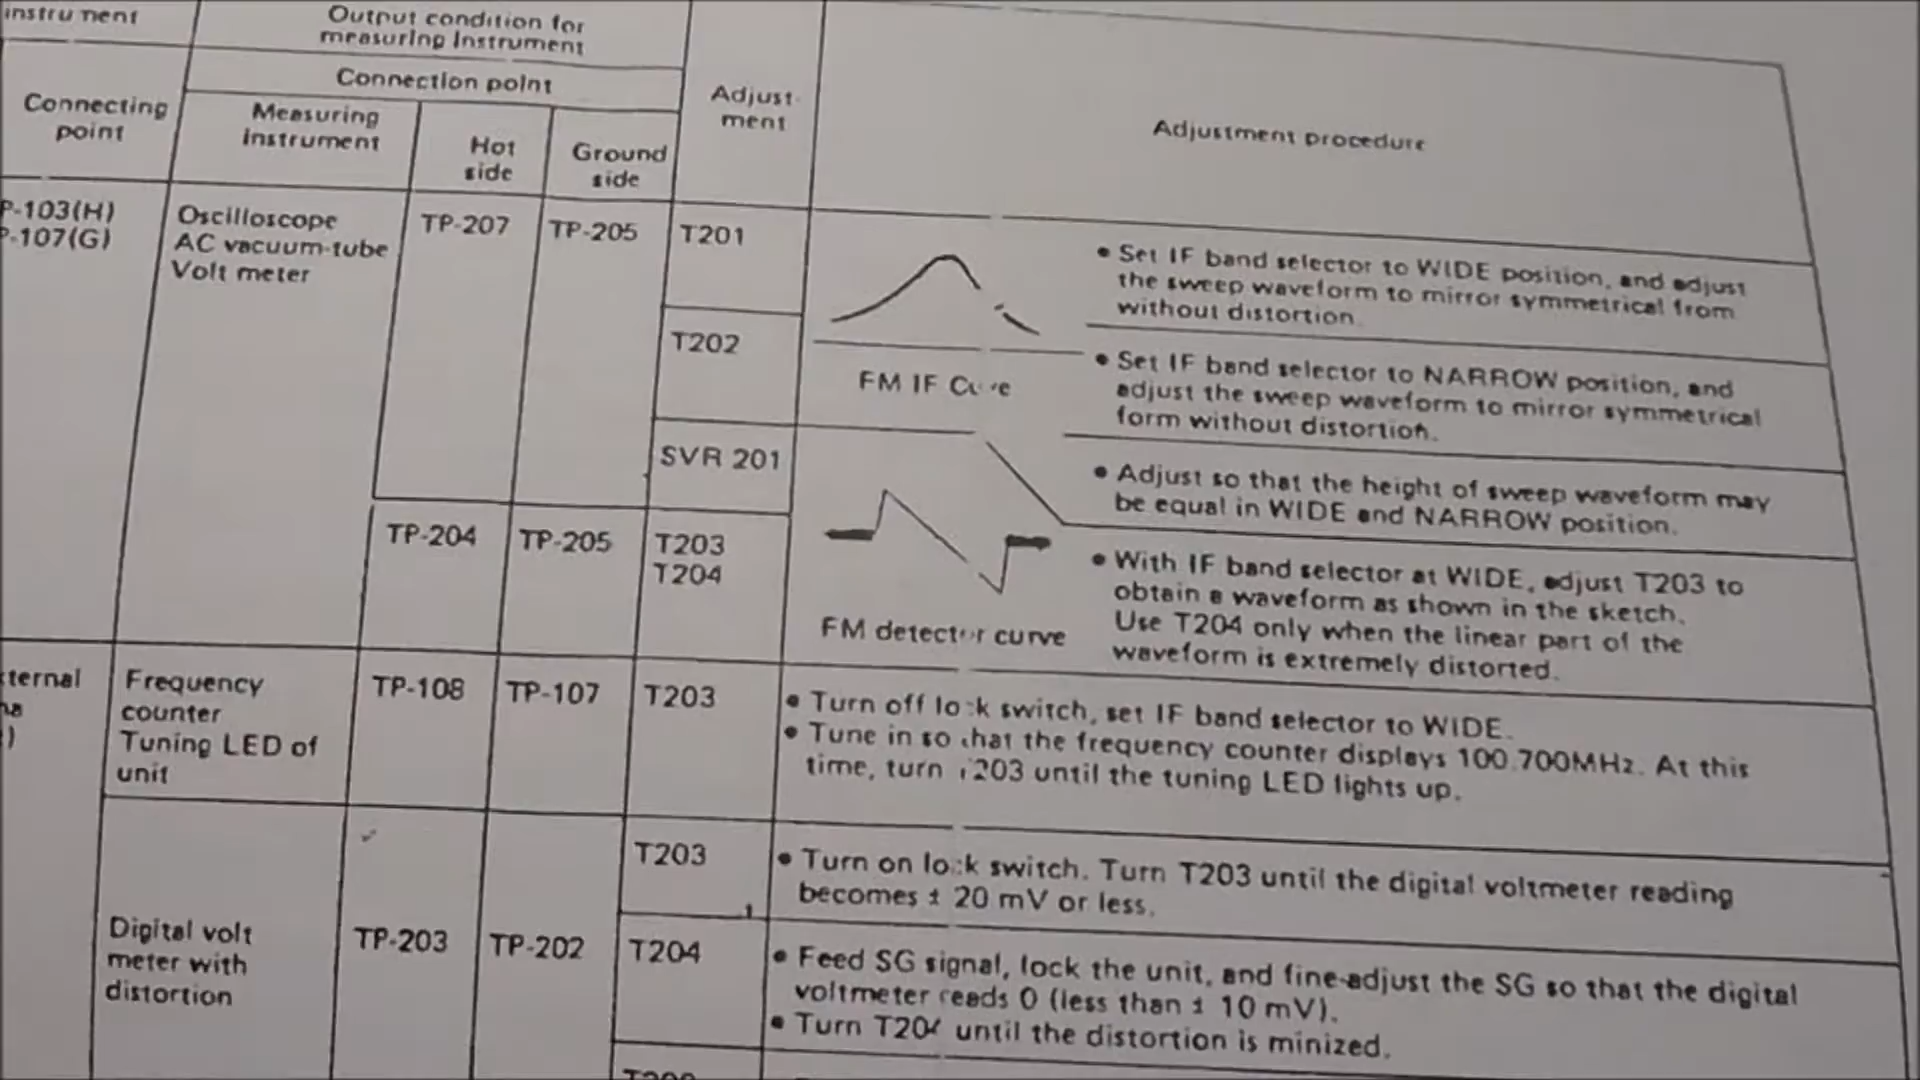 instrument
Output condition for
measuring instrument
Connection point
Connecting
point
Measuring
instrument
Hot
side
Ground
side
Adjust-
ment
Adjustment procedure
P-103(H)
P-107(G)
Oscilloscope
AC vacuum-tube
Volt meter
TP-207
TP-205
T201
• Set IF band selector to WIDE position, and adjust
the sweep waveform to mirror symmetrical from
without distortion.
T202
FM IF Cu ve
• Set IF band selector to NARROW position, and
adjust the sweep waveform to mirror symmetrical
form without distortion.
SVR 201
• Adjust so that the height of sweep waveform may
be equal in WIDE and NARROW position.
TP-204
TP-205
T203
T204
FM detector curve
• With IF band selector at WIDE, adjust T203 to
obtain a waveform as shown in the sketch.
Use T204 only when the linear part of the
waveform is extremely distorted.
ternal
na
)
Frequency
counter
Tuning LED of
unit
TP-108
TP-107
T203
• Turn off lock switch, set IF band selector to WIDE.
• Tune in so that the frequency counter displays 100.700MHz. At this
time, turn T203 until the tuning LED lights up.
T203
• Turn on lock switch. Turn T203 until the digital voltmeter reading
becomes ± 20 mV or less.
Digital volt
meter with
distortion
TP-203
TP-202
T204
• Feed SG signal, lock the unit, and fine-adjust the SG so that the digital
voltmeter reads 0 (less than ± 10 mV).
• Turn T204 until the distortion is minized.